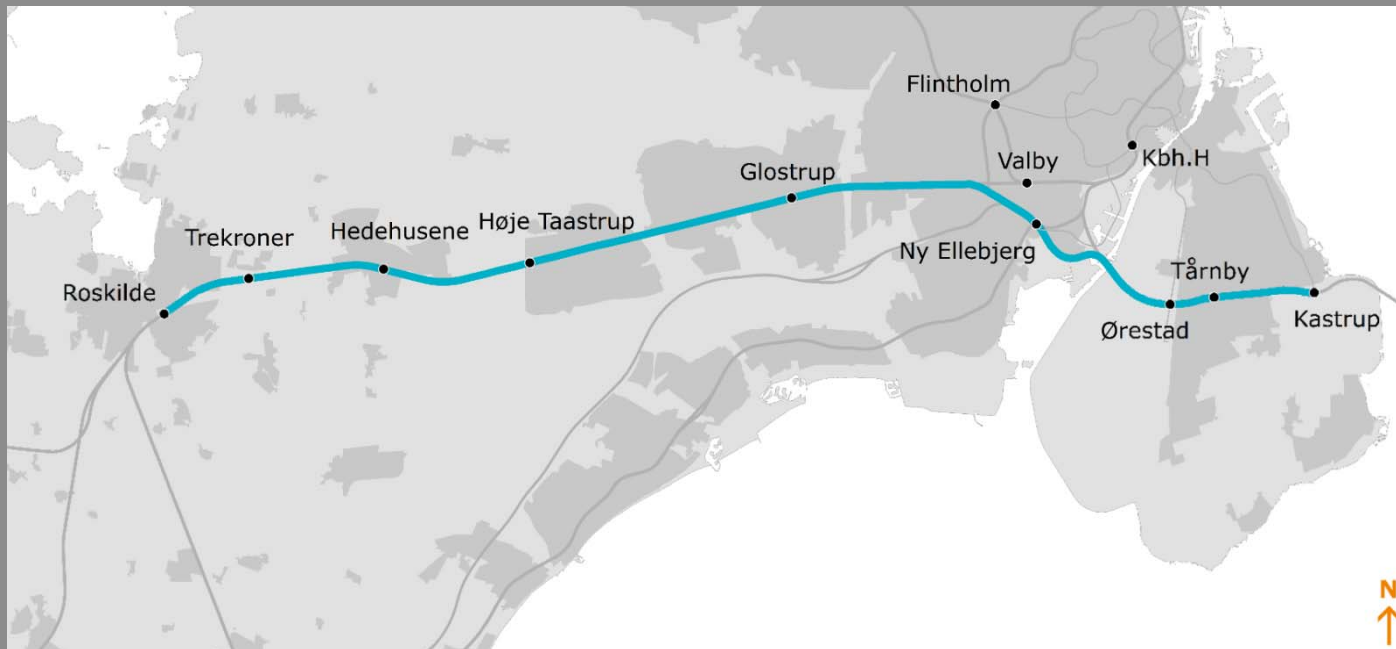 Flintholm
Valby
Kbh.H
Glostrup
Høje Taastrup
Hedehusene
Trekroner
Ny Ellebjerg
Tårnby
Roskilde
Ørestad
Kastrup
N